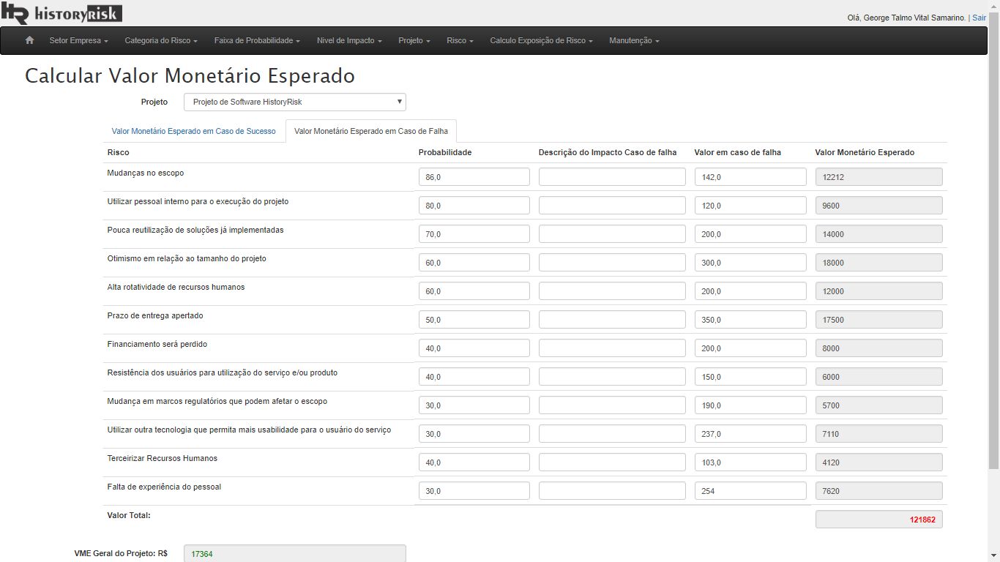 HR HISTORYRISK
Olá, George Talmo Vital Samarino. | Sair
Setor Empresa Categoria do Risco Faixa de Probabilidade Nivel de Impacto Projeto Risco Calculo Exposição de Risco Manutenção
Calcular Valor Monetário Esperado
Projeto Projeto de Software HistoryRisk
Valor Monetário Esperado em Caso de Sucesso Valor Monetário Esperado em Caso de Falha
Risco Probabilidade Descrição do Impacto Caso de falha Valor em caso de falha Valor Monetário Esperado
Mudanças no escopo 86,0 142,0 12212
Utilizar pessoal interno para o execução do projeto 80,0 120,0 9600
Pouca reutilização de soluções já implementadas 70,0 200,0 14000
Otimismo em relação ao tamanho do projeto 60,0 300,0 18000
Alta rotatividade de recursos humanos 60,0 200,0 12000
Prazo de entrega apertado 50,0 350,0 17500
Financiamento será perdido 40,0 200,0 8000
Resistência dos usuários para utilização do serviço e/ou produto 40,0 150,0 6000
Mudança em marcos regulatórios que podem afetar o escopo 30,0 190,0 5700
Utilizar outra tecnologia que permita mais usabilidade para o usuário do serviço 30,0 237,0 7110
Terceirizar Recursos Humanos 40,0 103,0 4120
Falta de experiência do pessoal 30,0 254 7620
Valor Total: 121862
VME Geral do Projeto: R$ 17364